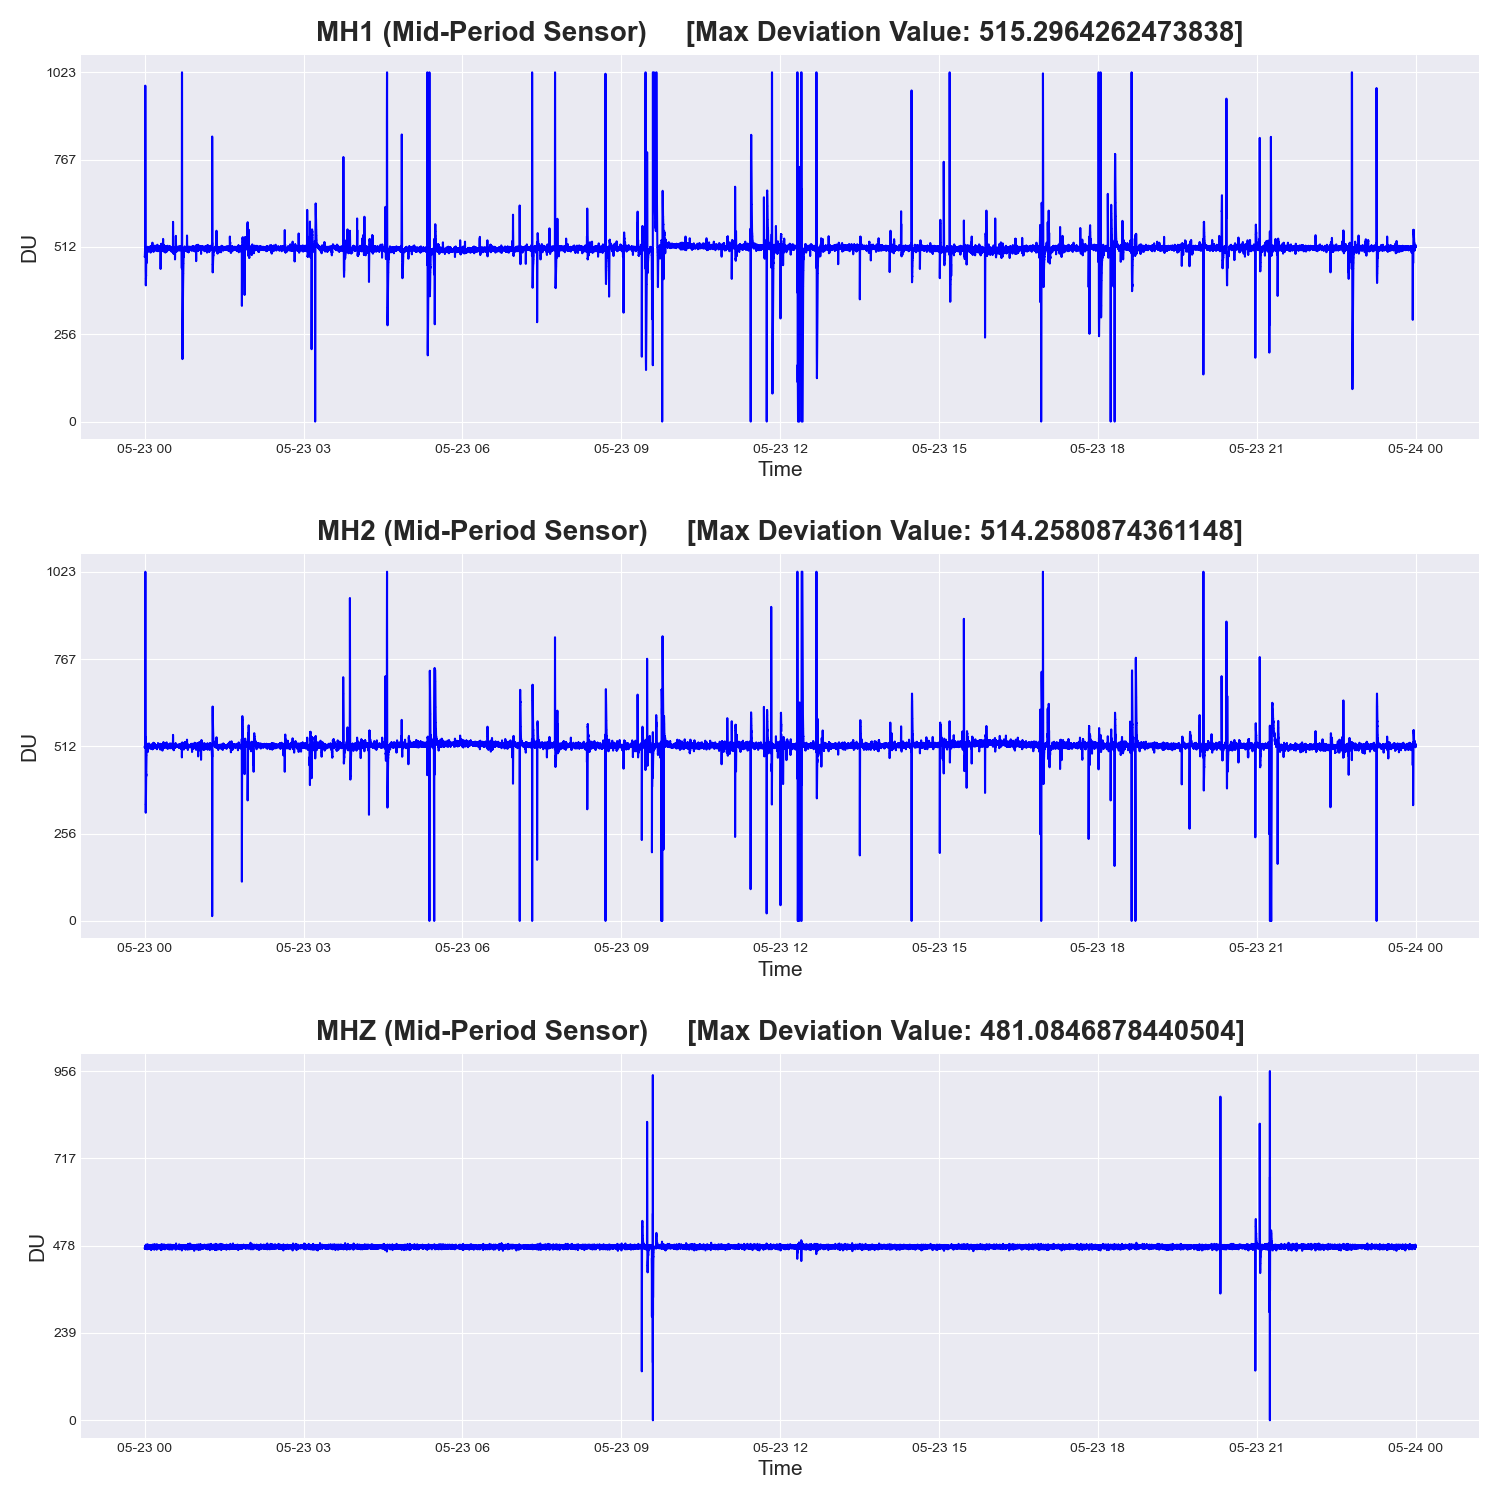 MH1 (Mid-Period Sensor) [Max Deviation Value: 515.2964262473838]
1023
767
512
256
0
DU
05-23 00 05-23 03 05-23 06 05-23 09 05-23 12 05-23 15 05-23 18 05-23 21 05-24 00
Time
MH2 (Mid-Period Sensor) [Max Deviation Value: 514.2580874361148]
1023
767
512
256
0
DU
05-23 00 05-23 03 05-23 06 05-23 09 05-23 12 05-23 15 05-23 18 05-23 21 05-24 00
Time
MHZ (Mid-Period Sensor) [Max Deviation Value: 481.0846878440504]
956
717
478
239
0
DU
05-23 00 05-23 03 05-23 06 05-23 09 05-23 12 05-23 15 05-23 18 05-23 21 05-24 00
Time